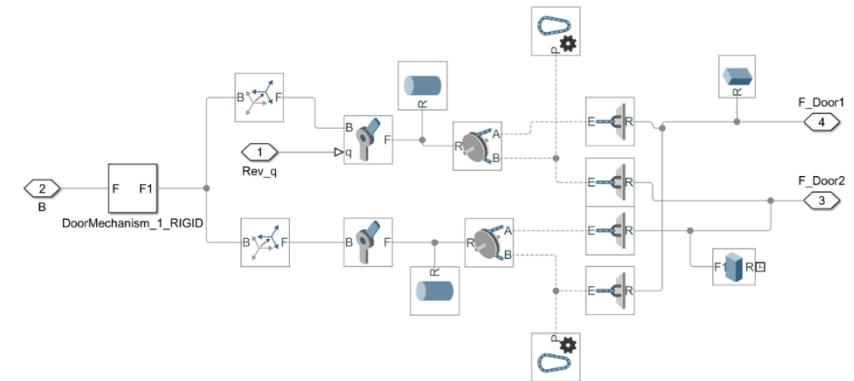 P
B F
R
R
F_Door1
B F
q
A
R
B
E R
4
1
Rev_q
2
B
F F1
DoorMechanism_1_RIGID
E R
F_Door2
3
B F
B F
R
A
R
B
E R
F1 R
R
E R
P